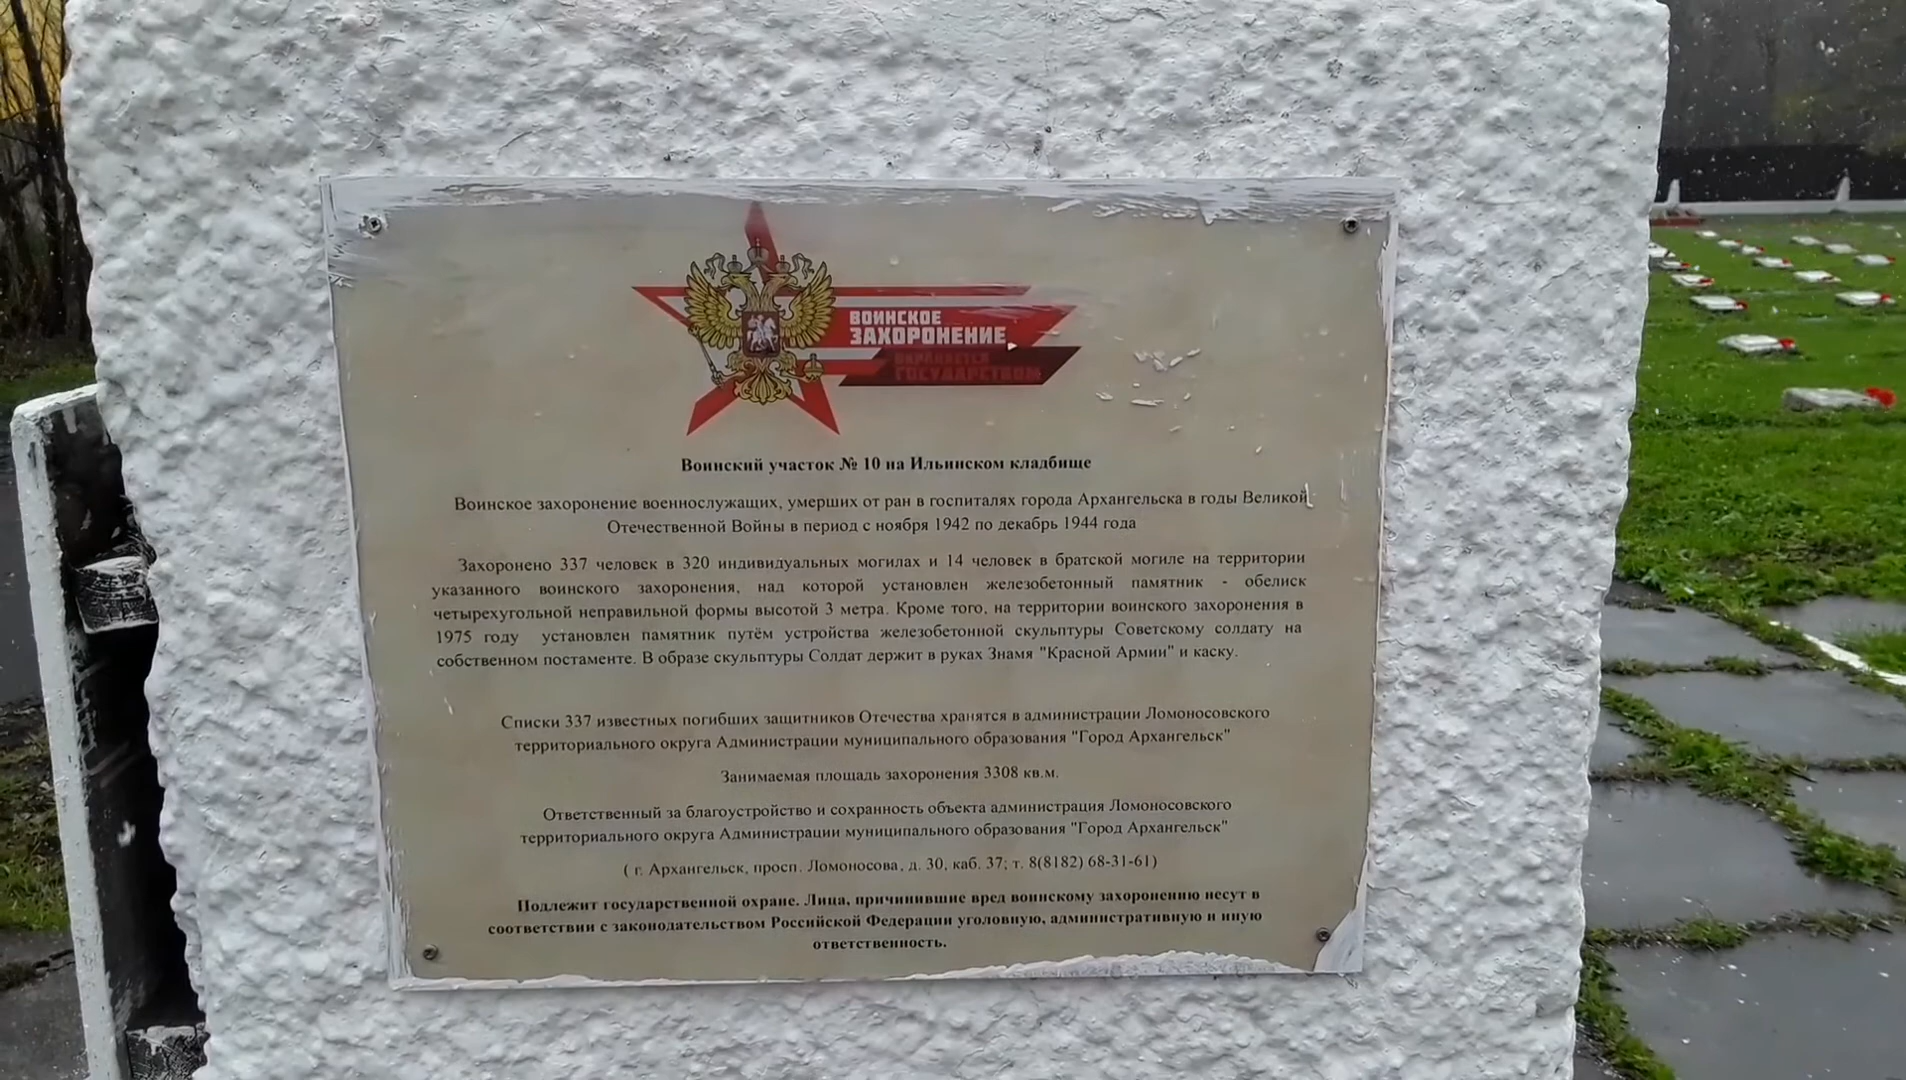 ВОИНСКОЕ
ЗАХОРОНЕНИЕ
ОХРАНЯЕТСЯ
ГОСУДАРСТВОМ
Воинский участок № 10 на Ильинском кладбище
Воинское захоронение военнослужащих, умерших от ран в госпиталях города Архангельска в годы Великой
Отечественной Войны в период с ноября 1942 по декабрь 1944 года
Захоронено 337 человек в 320 индивидуальных могилах и 14 человек в братской могиле на территории
указанного воинского захоронения, над которой установлен железобетонный памятник - обелиск
четырехугольной неправильной формы высотой 3 метра. Кроме того, на территории воинского захоронения в
1975 году установлен памятник путём устройства железобетонной скульптуры Советскому солдату на
собственном постаменте. В образе скульптуры Солдат держит в руках Знамя "Красной Армии" и каску.
Списки 337 известных погибших защитников Отечества хранятся в администрации Ломоносовского
территориального округа Администрации муниципального образования "Город Архангельск"
Занимаемая площадь захоронения 3308 кв.м.
Ответственный за благоустройство и сохранность объекта администрация Ломоносовского
территориального округа Администрации муниципального образования "Город Архангельск"
( г. Архангельск, просп. Ломоносова, д. 30, каб. 37; т. 8(8182) 68-31-61)
Подлежит государственной охране. Лица, причинившие вред воинскому захоронению несут в
соответствии с законодательством Российской Федерации уголовную, административную и иную
ответственность.